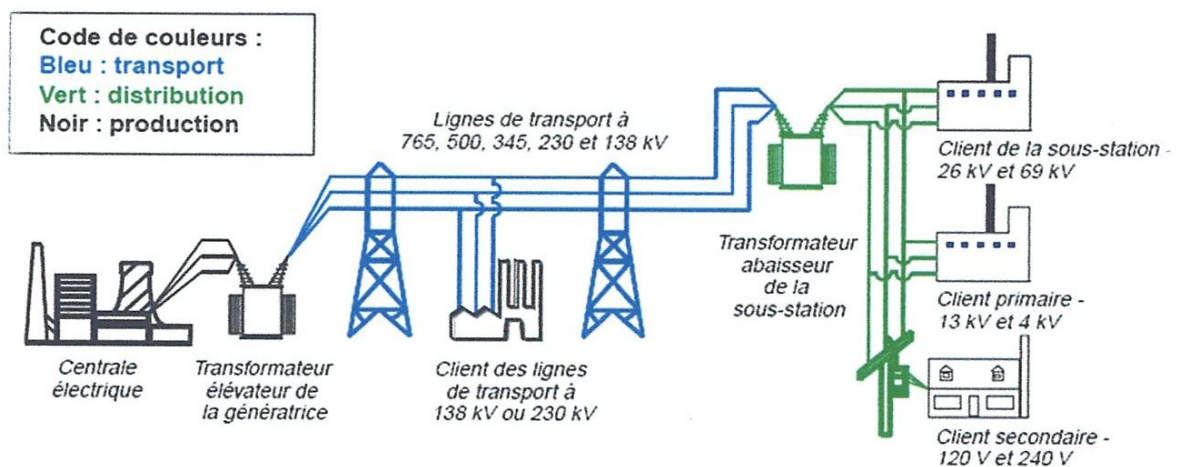 Code de couleurs :
Bleu : transport
Vert : distribution
Noir : production
Lignes de transport à
765, 500, 345, 230 et 138 kV
Client de la sous-station -
26 kV et 69 kV
Transformateur
abaisseur
de la
sous-station
Client primaire -
13 kV et 4 kV
Centrale
électrique
Transformateur
élévateur de
la génératrice
Client des lignes
de transport à
138 kV ou 230 kV
Client secondaire -
120 V et 240 V